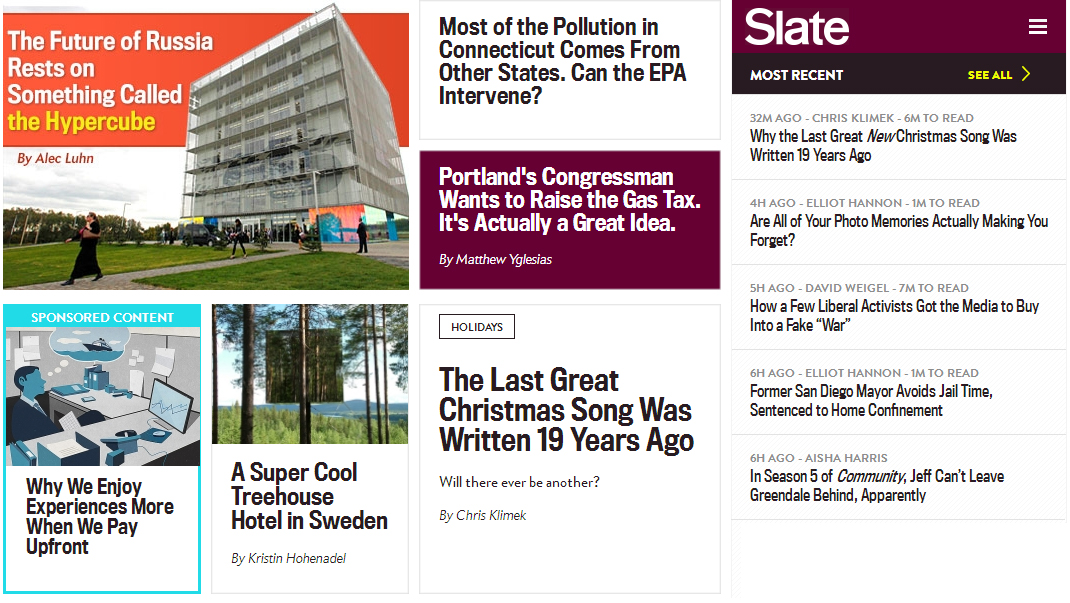 The Future of Russia
Rests on
Something Called
the Hypercube
By Alec Luhn
Most of the Pollution in
Connecticut Comes From
Other States. Can the EPA
Intervene?
Portland's Congressman
Wants to Raise the Gas Tax.
It's Actually a Great Idea.
By Matthew Yglesias
SPONSORED CONTENT
Why We Enjoy
Experiences More
When We Pay
Upfront
A Super Cool
Treehouse
Hotel in Sweden
By Kristin Hohenadel
HOLIDAYS
The Last Great
Christmas Song Was
Written 19 Years Ago
Will there ever be another?
By Chris Klimek
Slate
MOST RECENT
SEE ALL
32M AGO - CHRIS KLIMEK - 6M TO READ
Why the Last Great New Christmas Song Was
Written 19 Years Ago
4H AGO - ELLIOT HANNON - 1M TO READ
Are All of Your Photo Memories Actually Making You
Forget?
5H AGO - DAVID WEIGEL - 7M TO READ
How a Few Liberal Activists Got the Media to Buy
Into a Fake “War”
6H AGO - ELLIOT HANNON - 1M TO READ
Former San Diego Mayor Avoids Jail Time,
Sentenced to Home Confinement
6H AGO - AISHA HARRIS
In Season 5 of Community, Jeff Can’t Leave
Greendale Behind, Apparently